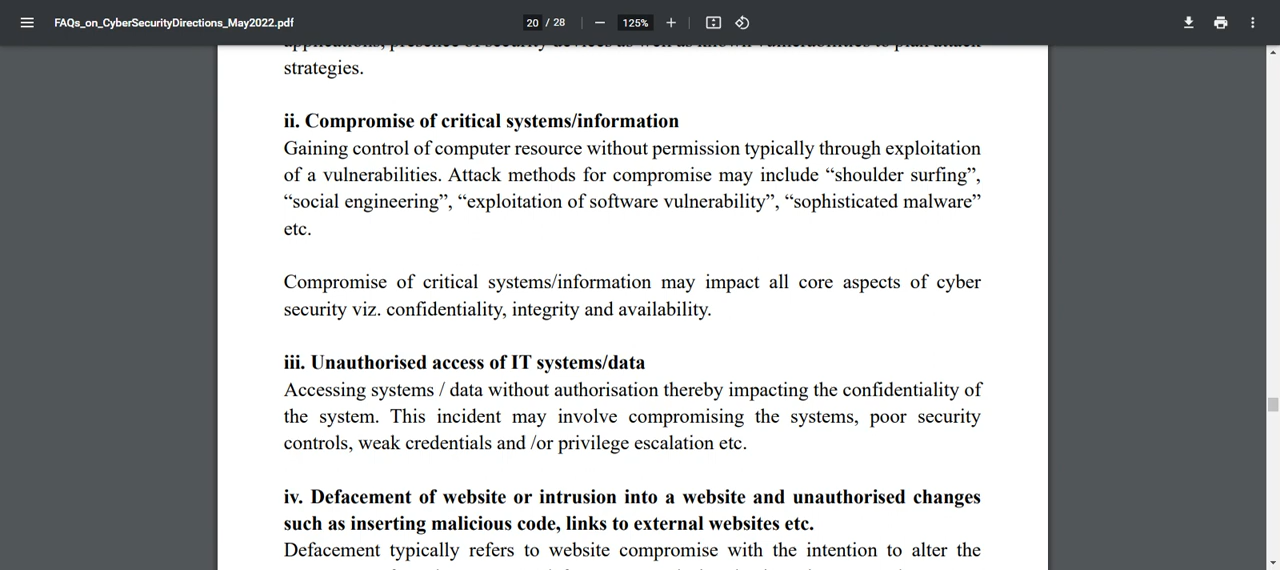 FAQs_on_CyberSecurityDirections_May2022.pdf 20 / 28 125%
strategies.
ii. Compromise of critical systems/information
Gaining control of computer resource without permission typically through exploitation
of a vulnerabilities. Attack methods for compromise may include “shoulder surfing”,
“social engineering”, “exploitation of software vulnerability”, “sophisticated malware”
etc.
Compromise of critical systems/information may impact all core aspects of cyber
security viz. confidentiality, integrity and availability.
iii. Unauthorised access of IT systems/data
Accessing systems / data without authorisation thereby impacting the confidentiality of
the system. This incident may involve compromising the systems, poor security
controls, weak credentials and /or privilege escalation etc.
iv. Defacement of website or intrusion into a website and unauthorised changes
such as inserting malicious code, links to external websites etc.
Defacement typically refers to website compromise with the intention to alter the